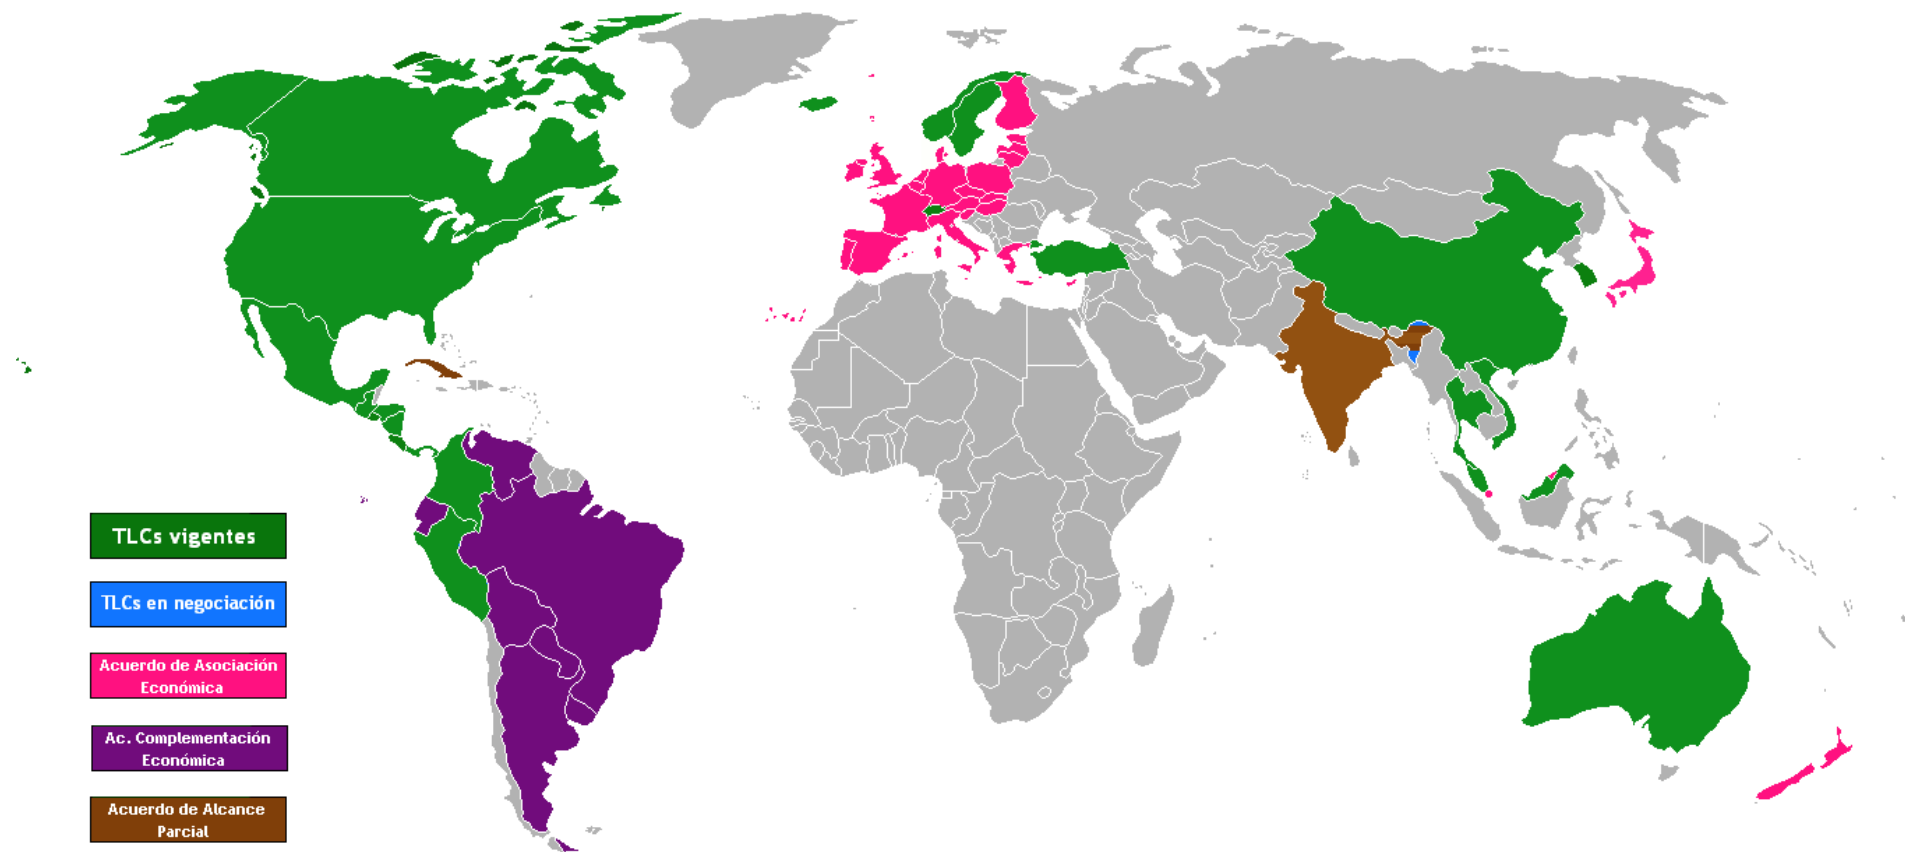 TLCs vigentes
TLCs en negociación
Acuerdo de Asociación
Económica
Ac. Complementación
Económica
Acuerdo de Alcance
Parcial